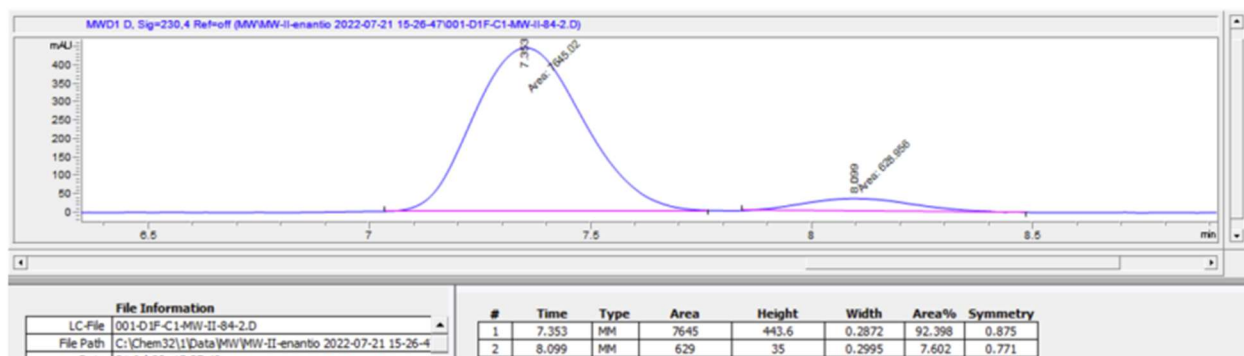 MWD1 D, Sig=230,4 Ref=off (MW\MW-II-enantio 2022-07-21 15-26-47\001-D1F-C1-MW-II-84-2.D)
mAU
400
350
300
250
200
150
100
50
0
7.353
Area: 7645.02
8.099
Area: 628.956
6.5 7 7.5 8 8.5 min
File Information
LC-File 001-D1F-C1-MW-II-84-2.D
File Path C:\Chem32\1\Data\MW\MW-II-enantio 2022-07-21 15-26-4
# Time Type Area Height Width Area% Symmetry
1 7.353 MM 7645 443.6 0.2872 92.398 0.875
2 8.099 MM 629 35 0.2995 7.602 0.771